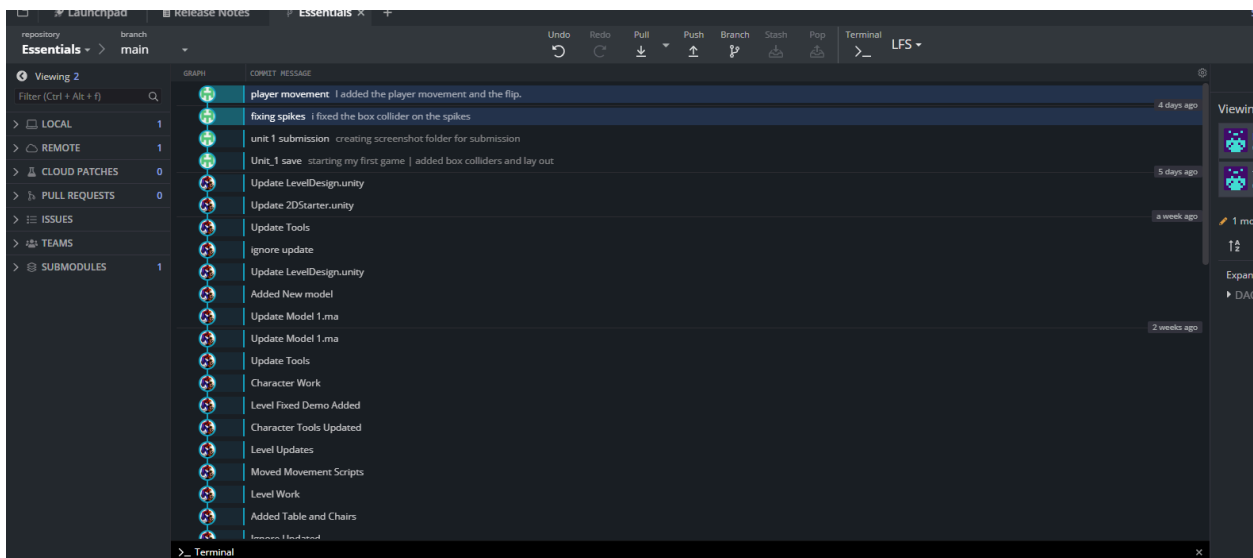 Launchpad Release Notes Essentials × +
repository branch
Essentials main
Undo Redo Pull Push Branch Stash Pop Terminal
LFS
Viewing 2
Filter (Ctrl + Alt + f)
LOCAL 1
REMOTE 1
CLOUD PATCHES 0
PULL REQUESTS 0
ISSUES
TEAMS
SUBMODULES 1
GRAPH COMMIT MESSAGE
player movement I added the player movement and the flip.
4 days ago
fixing spikes i fixed the box collider on the spikes
unit 1 submission creating screenshot folder for submission
Unit_1 save starting my first game | added box colliders and lay out
5 days ago
Update LevelDesign.unity
Update 2DStarter.unity
a week ago
Update Tools
ignore update
Update LevelDesign.unity
Added New model
Update Model 1.ma
2 weeks ago
Update Model 1.ma
Update Tools
Character Work
Level Fixed Demo Added
Character Tools Updated
Level Updates
Moved Movement Scripts
Level Work
Added Table and Chairs
Ignore Updated
>_ Terminal ×
Viewin
1 mo
Expan
DAG